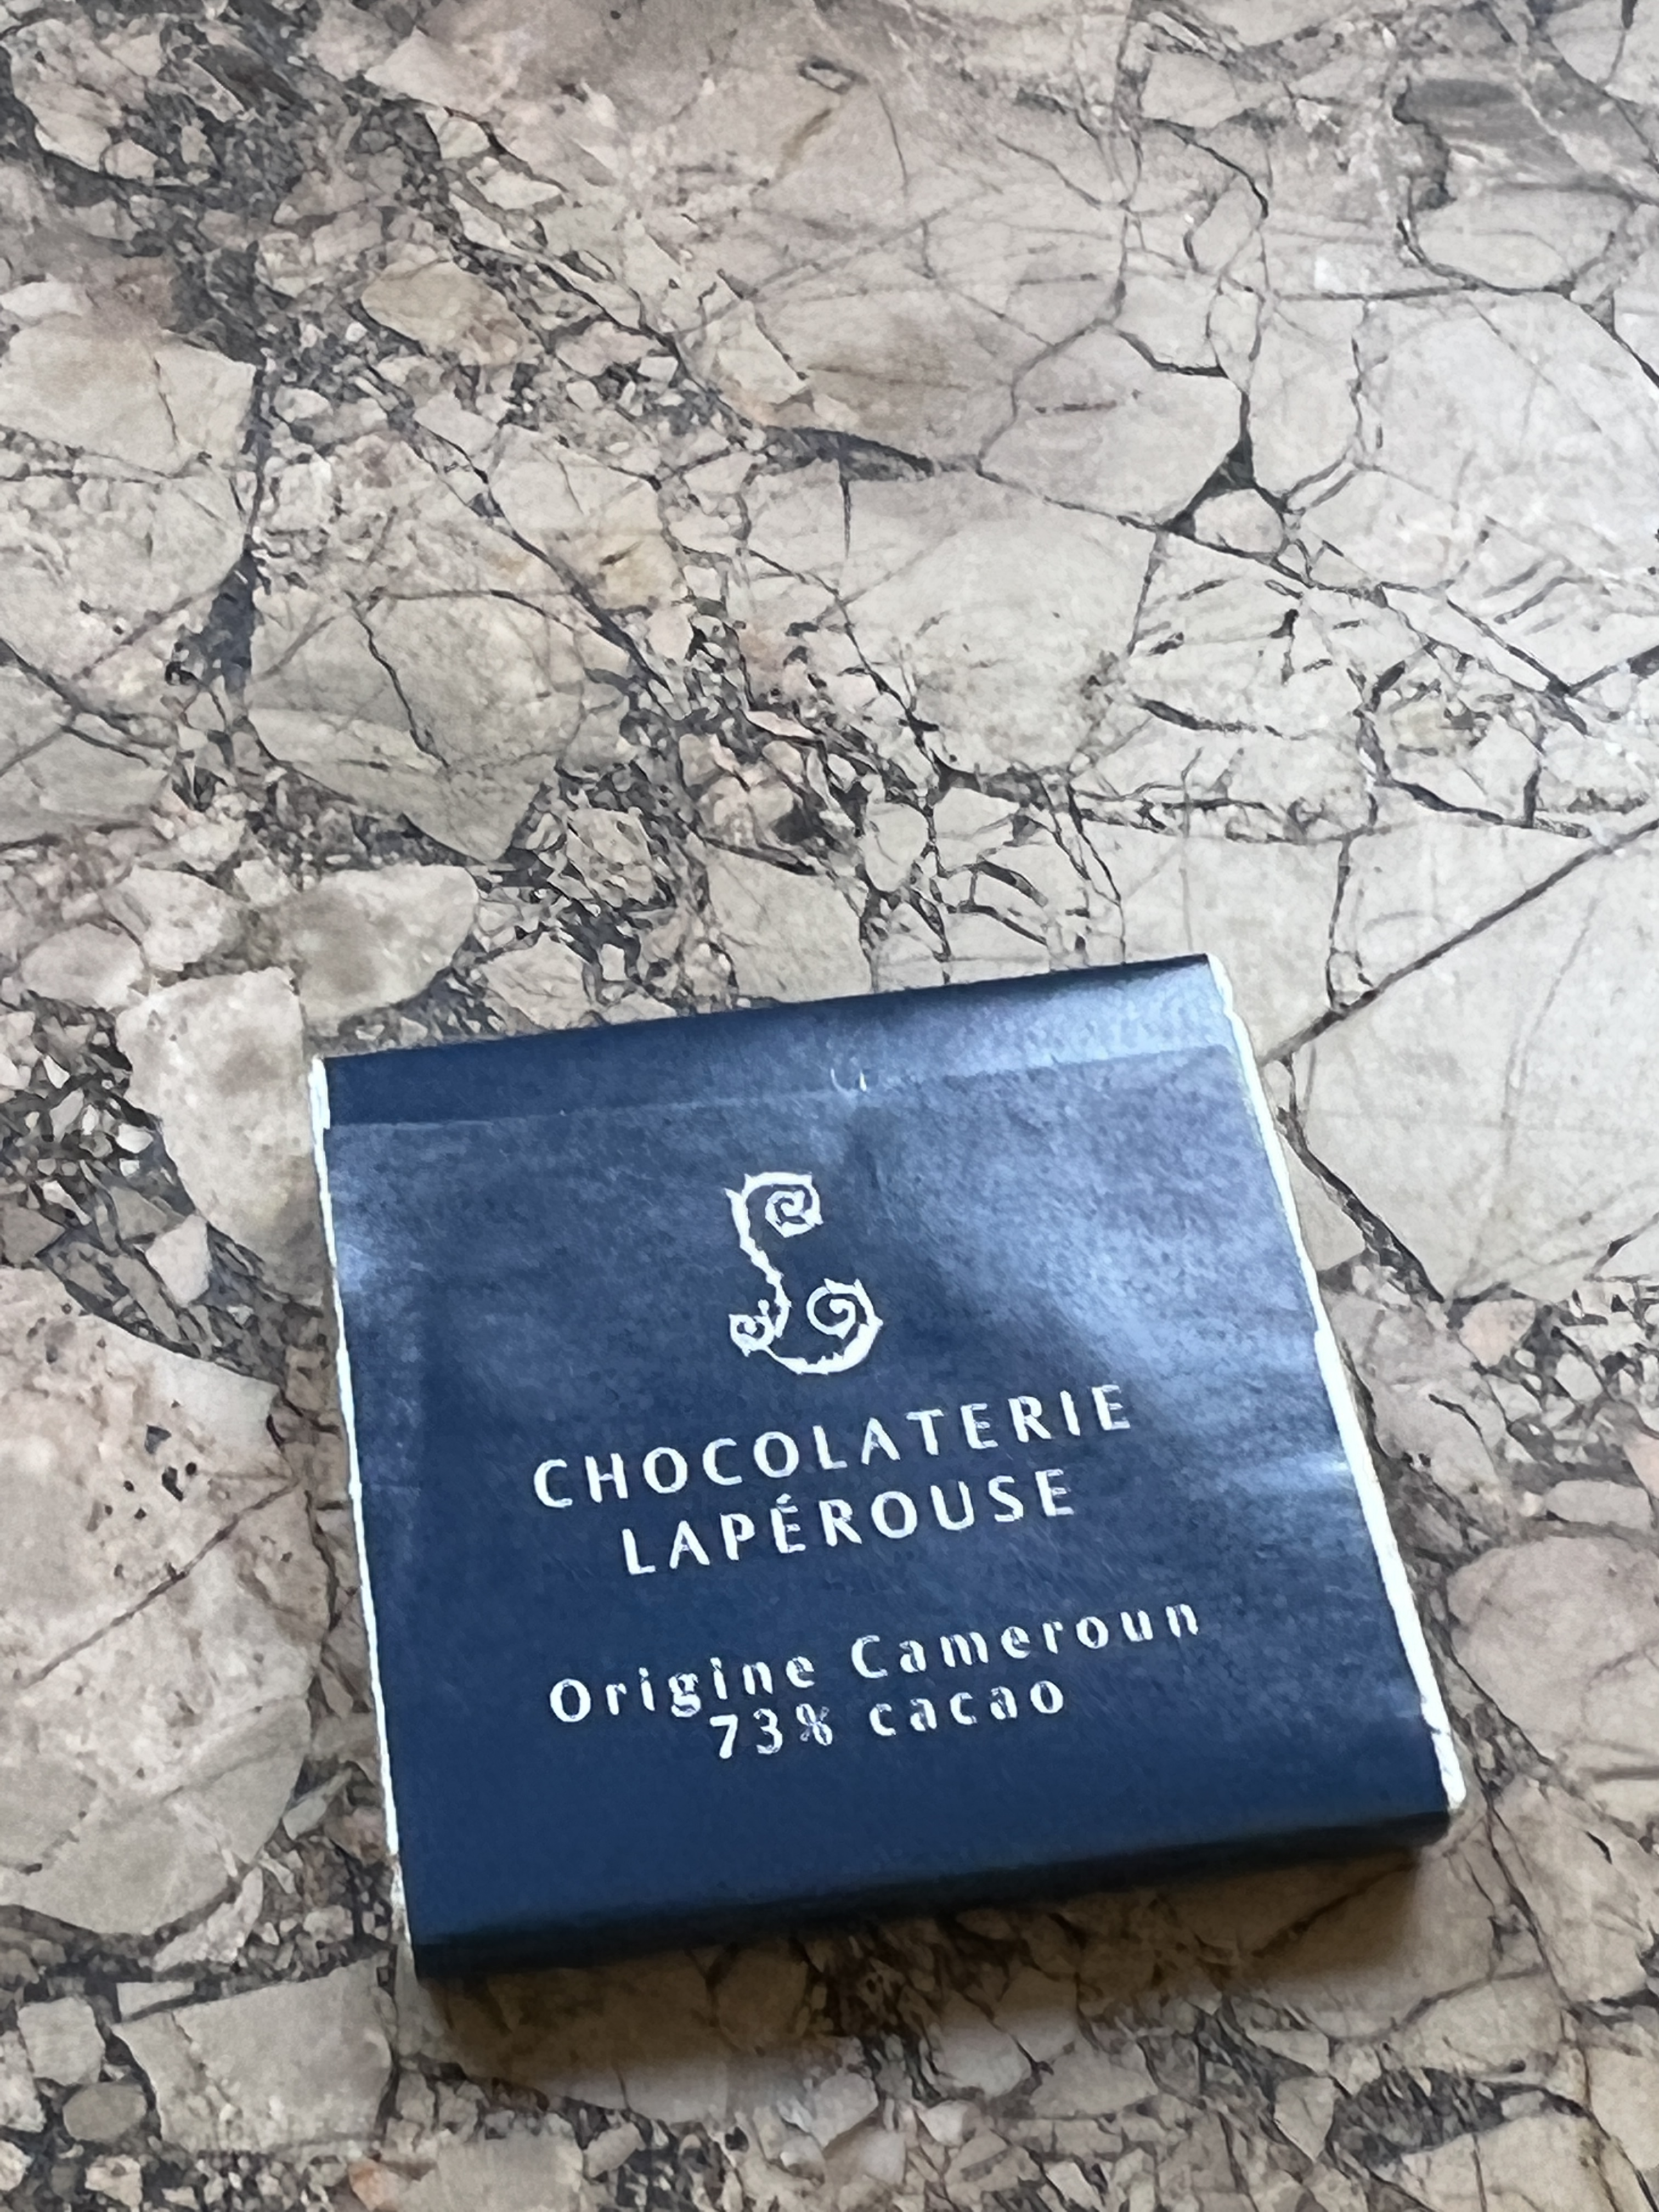 CHOCOLATERIE
LAPÉROUSE
Origine Cameroun
73% cacao